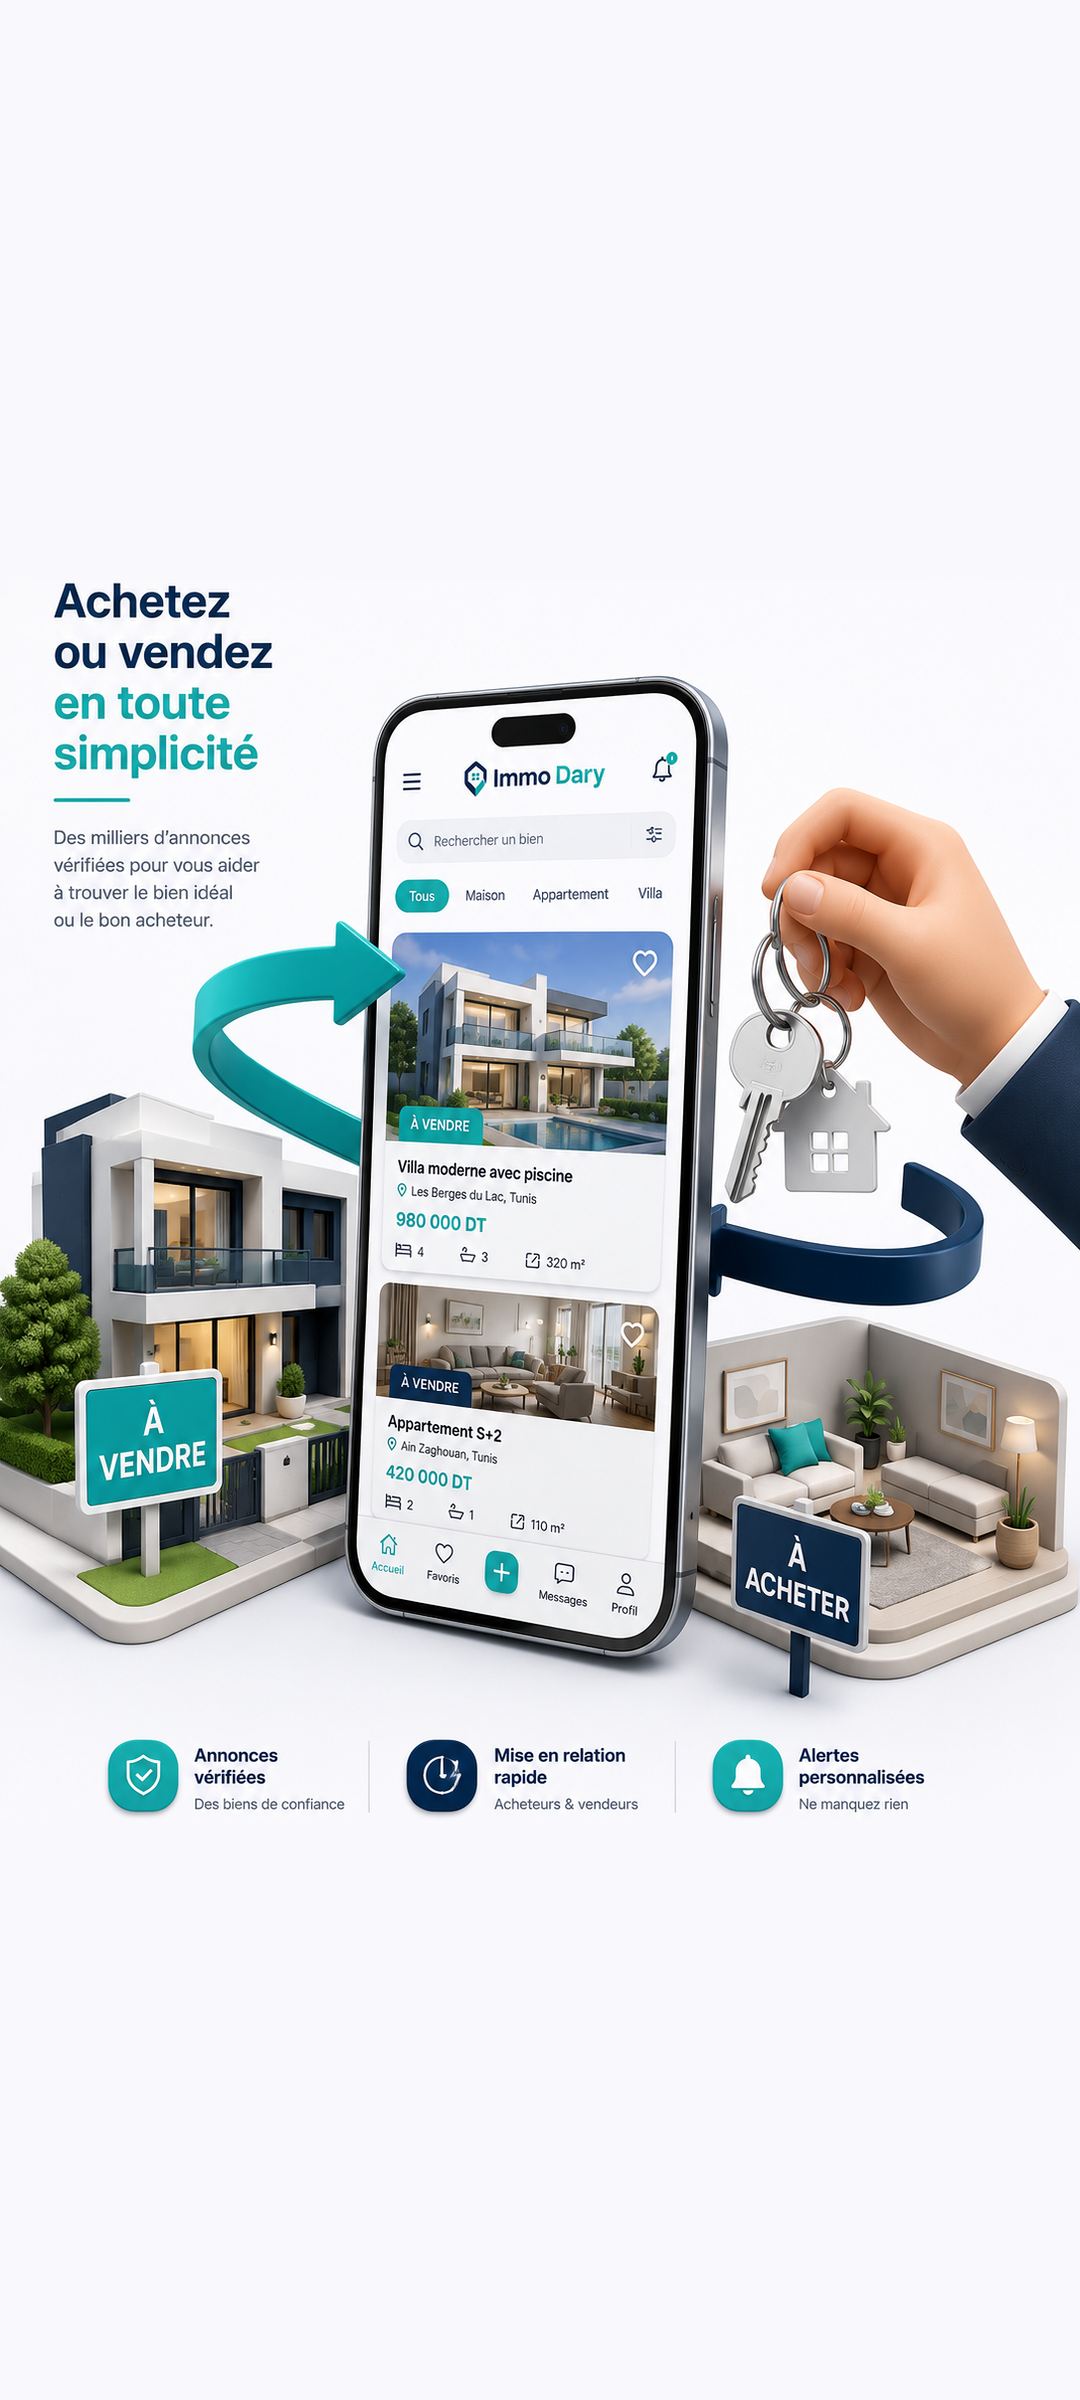 Achetez
ou vendez
en toute
simplicité
Des milliers d'annonces
vérifiées pour vous aider
à trouver le bien idéal
ou le bon acheteur.
Immo Dary
Rechercher un bien
Tous Maison Appartement Villa
À VENDRE
Villa moderne avec piscine
Les Berges du Lac, Tunis
980 000 DT
4 3 320 m²
À VENDRE
Appartement S+2
Ain Zaghouan, Tunis
420 000 DT
2 1 110 m²
Accueil Favoris Messages Profil
À
VENDRE
À
ACHETER
Annonces
vérifiées
Des biens de confiance
Mise en relation
rapide
Acheteurs & vendeurs
Alertes
personnalisées
Ne manquez rien